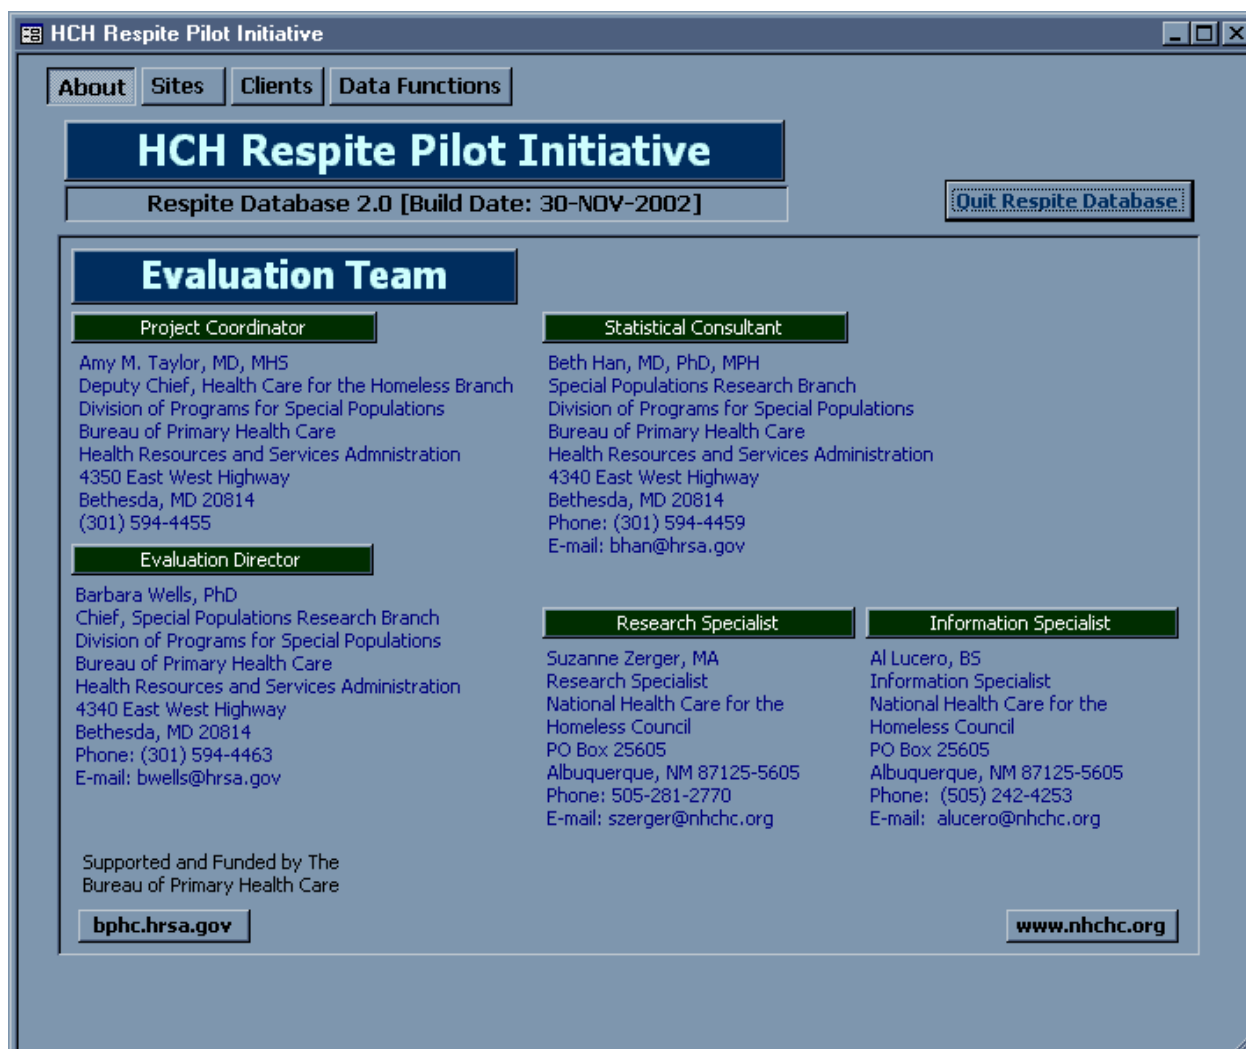 HCH Respite Pilot Initiative
About Sites Clients Data Functions
HCH Respite Pilot Initiative
Respite Database 2.0 [Build Date: 30-NOV-2002]
Quit Respite Database
Evaluation Team
Project Coordinator
Amy M. Taylor, MD, MHS
Deputy Chief, Health Care for the Homeless Branch
Division of Programs for Special Populations
Bureau of Primary Health Care
Health Resources and Services Admnistration
4350 East West Highway
Bethesda, MD 20814
(301) 594-4455
Statistical Consultant
Beth Han, MD, PhD, MPH
Special Populations Research Branch
Division of Programs for Special Populations
Bureau of Primary Health Care
Health Resources and Services Administration
4340 East West Highway
Bethesda, MD 20814
Phone: (301) 594-4459
E-mail: bhan@hrsa.gov
Evaluation Director
Barbara Wells, PhD
Chief, Special Populations Research Branch
Division of Programs for Special Populations
Bureau of Primary Health Care
Health Resources and Services Administration
4340 East West Highway
Bethesda, MD 20814
Phone: (301) 594-4463
E-mail: bwells@hrsa.gov
Research Specialist
Suzanne Zerger, MA
Research Specialist
National Health Care for the
Homeless Council
PO Box 25605
Albuquerque, NM 87125-5605
Phone: 505-281-2770
E-mail: szerger@nhchc.org
Information Specialist
Al Lucero, BS
Information Specialist
National Health Care for the
Homeless Council
PO Box 25605
Albuquerque, NM 87125-5605
Phone: (505) 242-4253
E-mail: alucero@nhchc.org
Supported and Funded by The
Bureau of Primary Health Care
bphc.hrsa.gov
www.nhchc.org